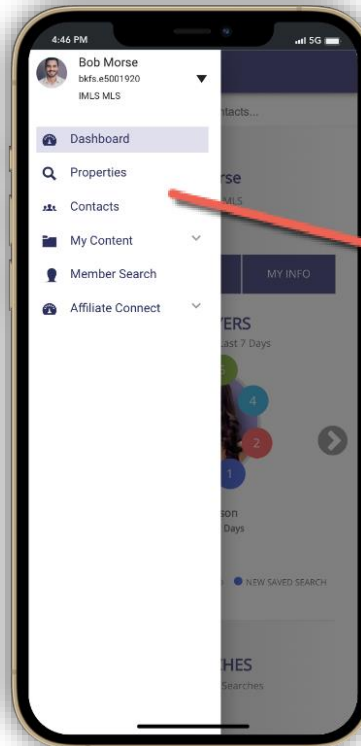 4:46 PM
5G
Bob Morse
bkfs.e5001920
IMLS MLS
Dashboard
Properties
Contacts
My Content
Member Search
Affiliate Connect
ntacts...
rse
MLS
MY INFO
YERS
Last 7 Days
4
2
1
son
Days
NEW SAVED SEARCH
HES
Searches